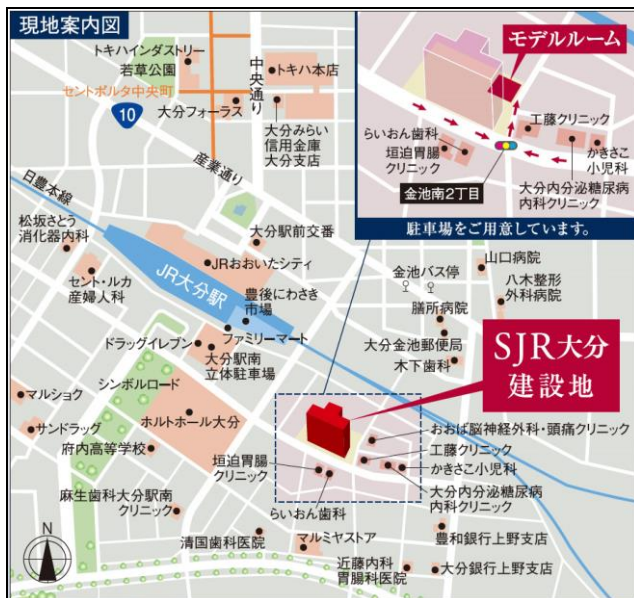 現地案内図
トキハインダストリー
若草公園
セントポルタ中央町
10
中央通り
トキハ本店
大分フォーラス
大分みらい
信用金庫
大分支店
産業通り
日豊本線
松坂さとう
消化器内科
セント・ルカ
産婦人科
大分駅前交番
JRおおいたシティ
JR大分駅
豊後にわさき
市場
ファミリーマート
ドラッグイレブン
大分駅南
立体駐車場
シンボルロード
マルショク
サンドラッグ
ホルトホール大分
府内高等学校
麻生歯科大分駅南
クリニック
清国歯科医院
マルミヤストア
近藤内科
胃腸科医院
大分銀行上野支店
豊和銀行上野支店
モデルルーム
工藤クリニック
らいおん歯科
垣迫胃腸
クリニック
かきさこ
小児科
金池南2丁目
大分内分泌糖尿病
内科クリニック
駐車場をご用意しています。
山口病院
金池バス停
八木整形
外科病院
膳所病院
大分金池郵便局
木下歯科
SJR大分
建設地
おおば脳神経外科・頭痛クリニック
工藤クリニック
かきさこ小児科
垣迫胃腸
クリニック
らいおん歯科
大分内分泌糖尿病
内科クリニック
N